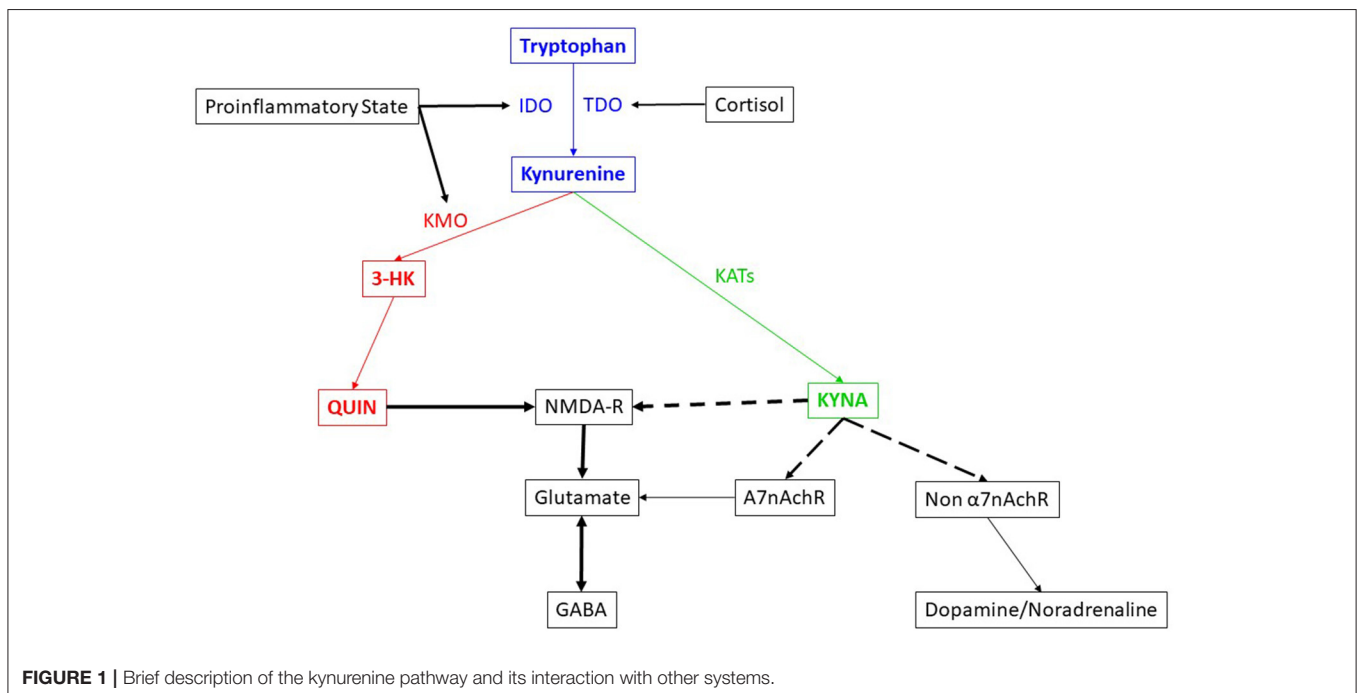 Tryptophan
Proinflammatory State
IDO
TDO
Cortisol
Kynurenine
KMO
3-HK
KATs
QUIN
NMDA-R
KYNA
Glutamate
A7nAchR
Non α7nAchR
GABA
Dopamine/Noradrenaline
FIGURE 1 | Brief description of the kynurenine pathway and its interaction with other systems.